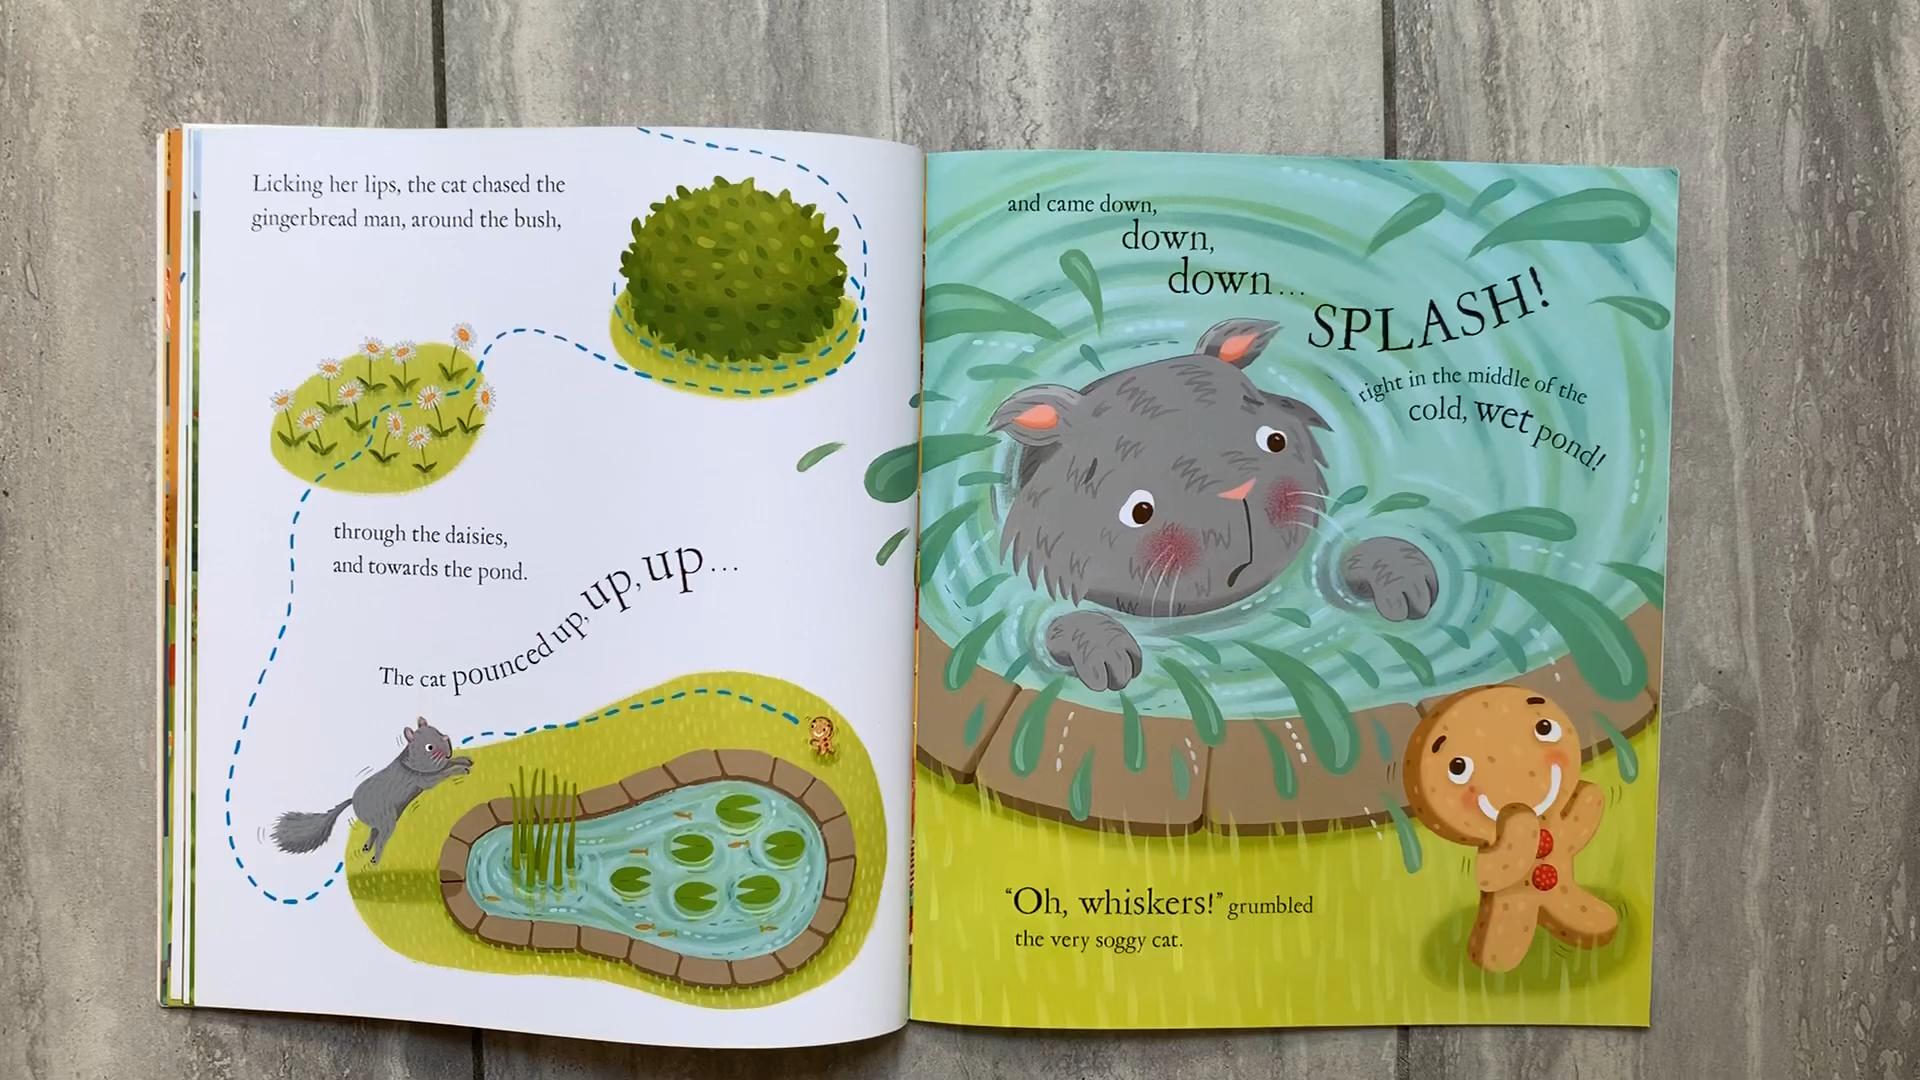 Licking her lips, the cat chased the
gingerbread man, around the bush,
through the daisies,
and towards the pond.
The cat pounced up, up, up...
and came down,
down,
down...
SPLASH!
right in the middle of the
cold, wet pond!
“Oh, whiskers!” grumbled
the very soggy cat.